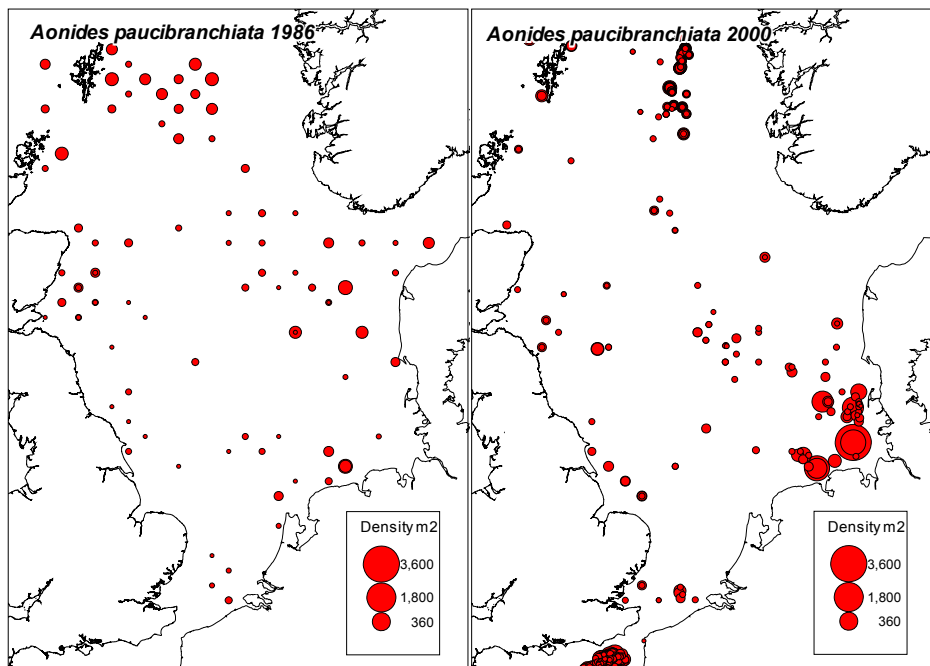 Aonides paucibranchiata 1986
Density m2
3,600
1,800
360
Aonides paucibranchiata 2000
Density m2
3,600
1,800
360